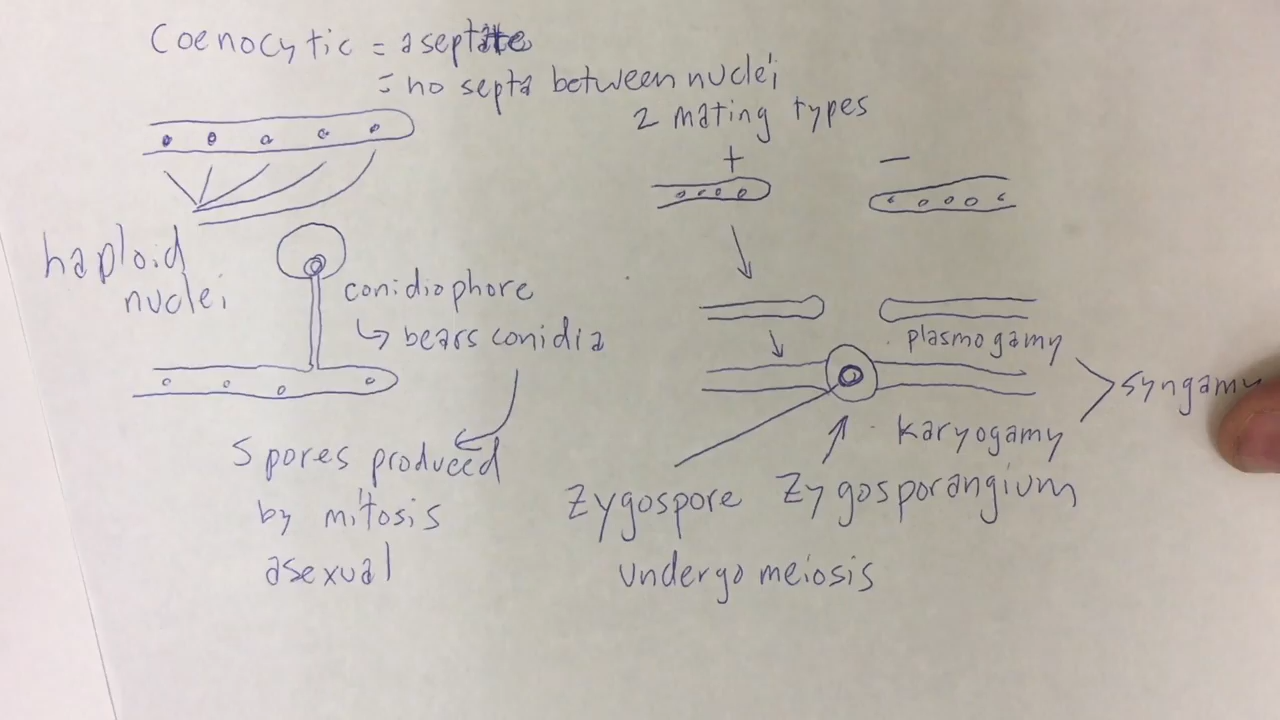 Coenocytic = aseptate
= no septa between nuclei
2 mating types
+ −
haploid
nuclei
conidiophore
↳ bears conidia
Spores produced
by mitosis
asexual
plasmogamy
syngamy
karyogamy
Zygospore
Zygosporangium
undergo meiosis